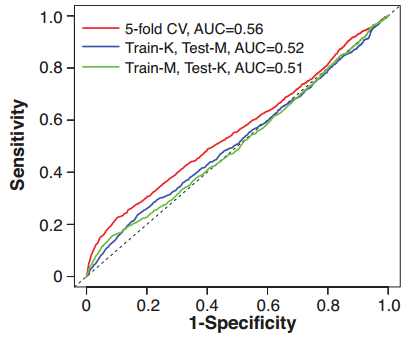 5-fold CV, AUC=0.56
Train-K, Test-M, AUC=0.52
Train-M, Test-K, AUC=0.51
Sensitivity
1.0
0.8
0.6
0.4
0.2
0
0 0.2 0.4 0.6 0.8 1.0
1-Specificity